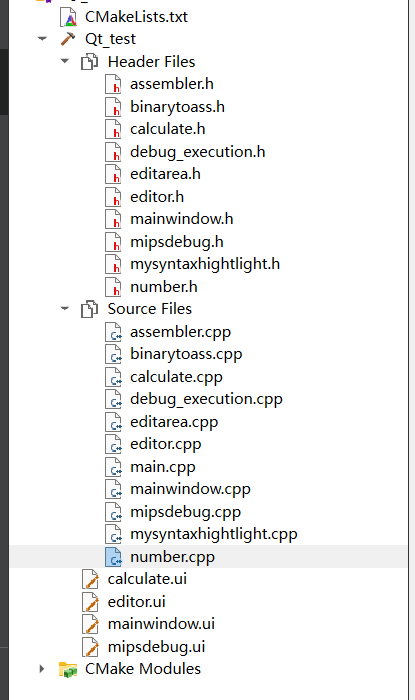 CMakeLists.txt
Qt_test
Header Files
assembler.h
binarytoass.h
calculate.h
debug_execution.h
editarea.h
editor.h
mainwindow.h
mipsdebug.h
mysyntaxhightlight.h
number.h
Source Files
assembler.cpp
binarytoass.cpp
calculate.cpp
debug_execution.cpp
editarea.cpp
editor.cpp
main.cpp
mainwindow.cpp
mipsdebug.cpp
mysyntaxhightlight.cpp
number.cpp
calculate.ui
editor.ui
mainwindow.ui
mipsdebug.ui
CMake Modules